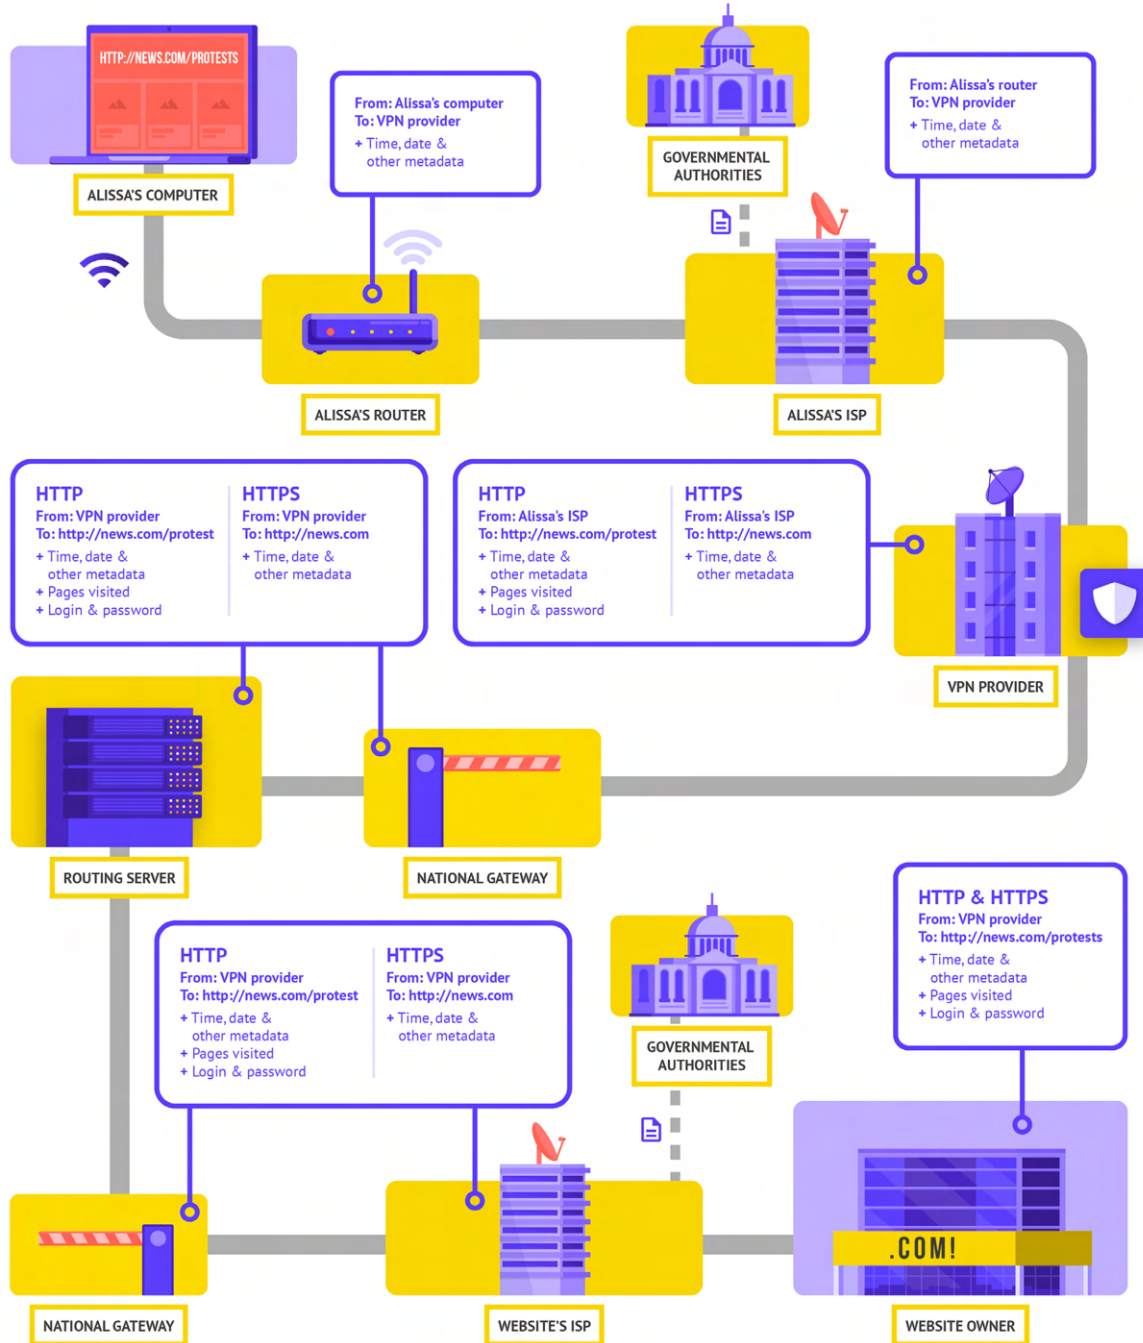 HTTP://NEWS.COM/PROTESTS
ALISSA'S COMPUTER
From: Alissa's computer
To: VPN provider
+ Time, date &
other metadata
ALISSA'S ROUTER
GOVERNMENTAL
AUTHORITIES
From: Alissa's router
To: VPN provider
+ Time, date &
other metadata
ALISSA'S ISP
HTTP
From: VPN provider
To: http://news.com/protest
+ Time, date &
other metadata
+ Pages visited
+ Login & password
HTTPS
From: VPN provider
To: http://news.com
+ Time, date &
other metadata
HTTP
From: Alissa's ISP
To: http://news.com/protest
+ Time, date &
other metadata
+ Pages visited
+ Login & password
HTTPS
From: Alissa's ISP
To: http://news.com
+ Time, date &
other metadata
VPN PROVIDER
ROUTING SERVER
NATIONAL GATEWAY
HTTP
From: VPN provider
To: http://news.com/protest
+ Time, date &
other metadata
+ Pages visited
+ Login & password
HTTPS
From: VPN provider
To: http://news.com
+ Time, date &
other metadata
GOVERNMENTAL
AUTHORITIES
HTTP & HTTPS
From: VPN provider
To: http://news.com/protests
+ Time, date &
other metadata
+ Pages visited
+ Login & password
.COM!
NATIONAL GATEWAY
WEBSITE'S ISP
WEBSITE OWNER